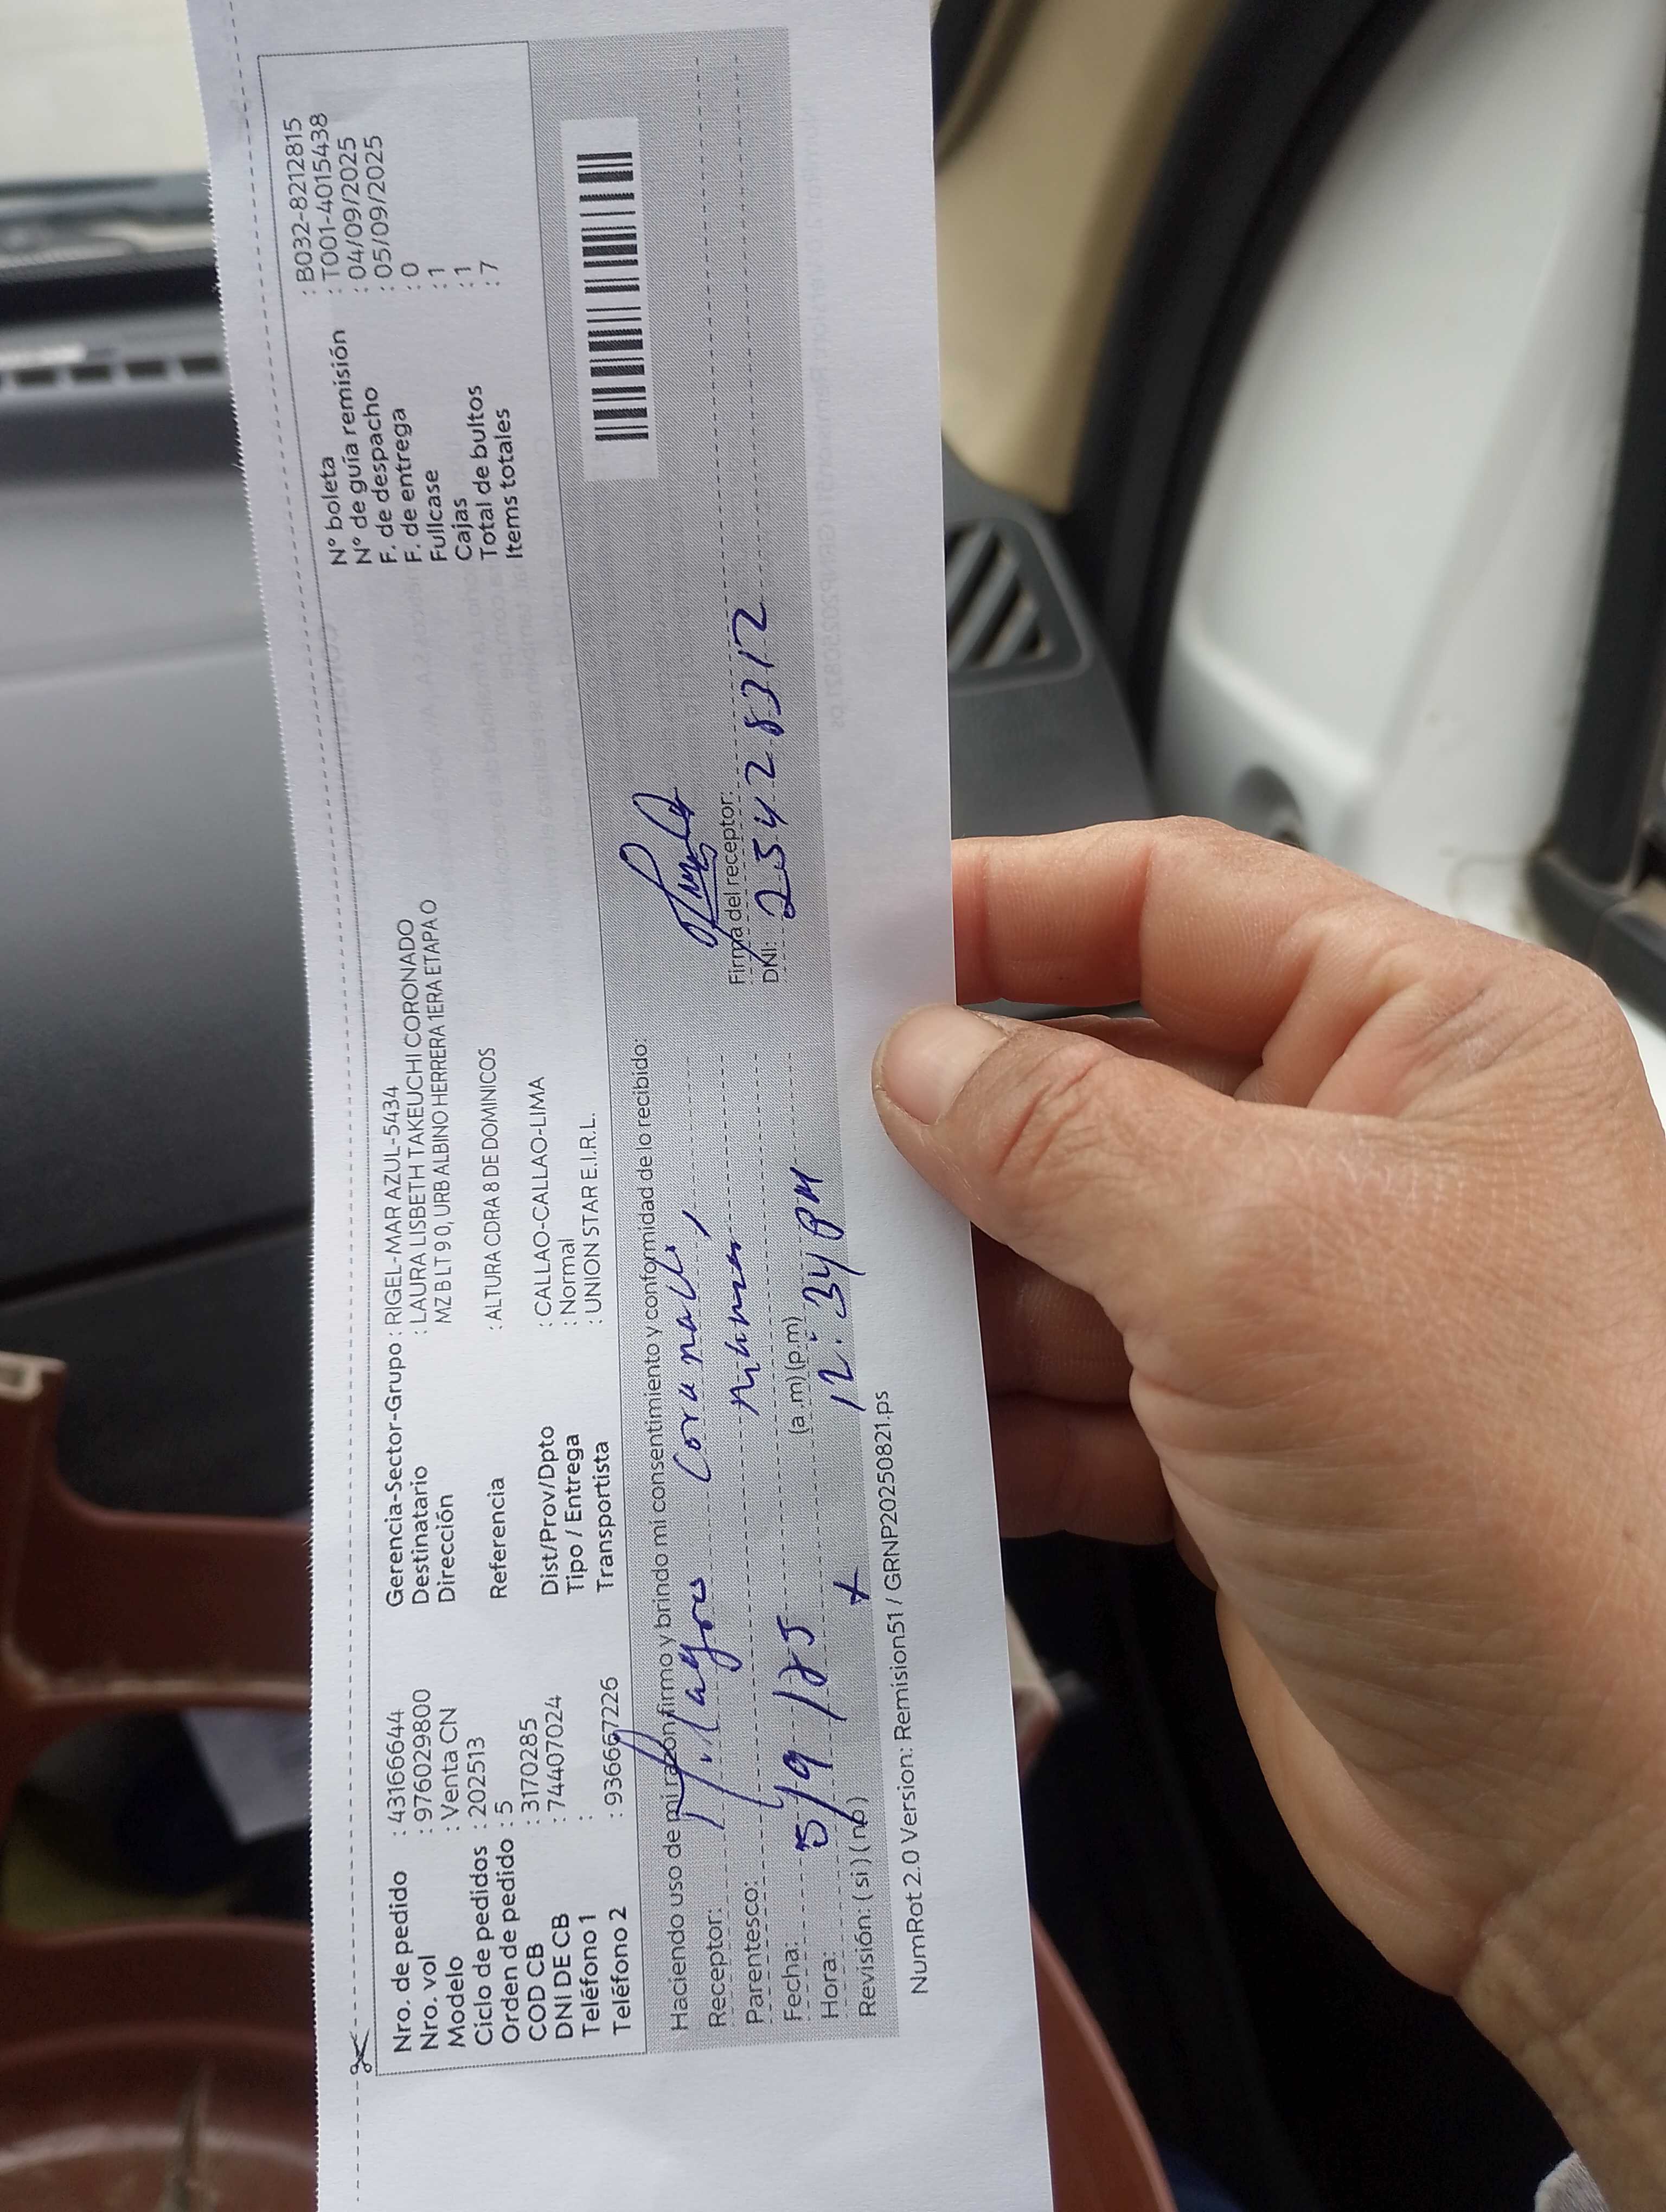 Nro. de pedido : 43166644
Nro. vol : 9760298​00
Modelo : Venta CN
Ciclo de pedidos : 202513
Orden de pedido : 5
COD CB : 3170285
DNI DE CB : 74407024
Teléfono 1 :
Teléfono 2 : 936667226
Gerencia-Sector-Grupo : RIGEL-MAR AZUL-5434
Destinatario : LAURA LISBETH TAKEUCHI CORONADO
Dirección MZ B LT 9 0, URB ALBINO HERRERA 1ERA ETAPA O
Referencia : ALTURA CDRA 8 DE DOMINICOS
Dist/Prov/Dpto : CALLAO-CALLAO-LIMA
Tipo / Entrega : Normal
Transportista : UNION STAR E.I.R.L.
N° boleta : B032-8212815
N° de guía remisión : T001-4015438
F. de despacho : 04/09/2025
F. de entrega : 05/09/2025
Fullcase : 0
Cajas : 1
Total de bultos : 1
Items totales : 7
Haciendo uso de mi razón firmo y brindo mi consentimiento y conformidad de lo recibido:
Receptor: Milagros
Parentesco: mama
Fecha: 5/9/25
Hora: (a.m) (p.m) 12:34 PM
Revisión: (si) (no)
Firma del receptor:
DNI:
NumRot 2.0 Version: Remision51 / GRNP20250821.ps